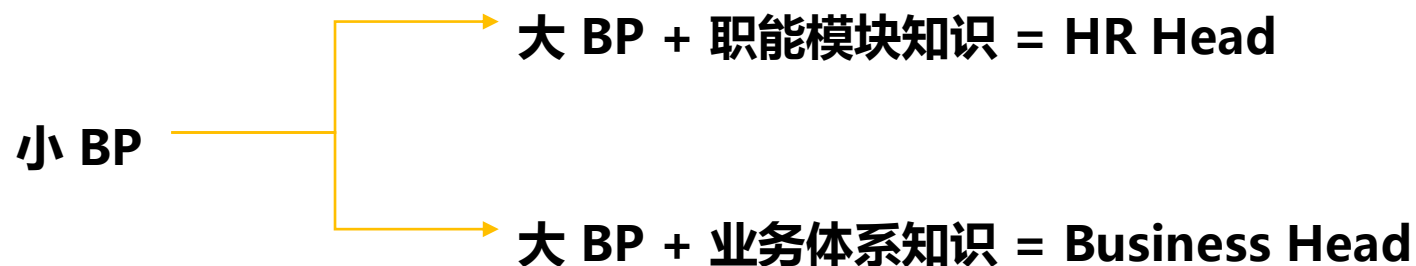 大 BP + 职能模块知识 = HR Head
小 BP
大 BP + 业务体系知识 = Business Head